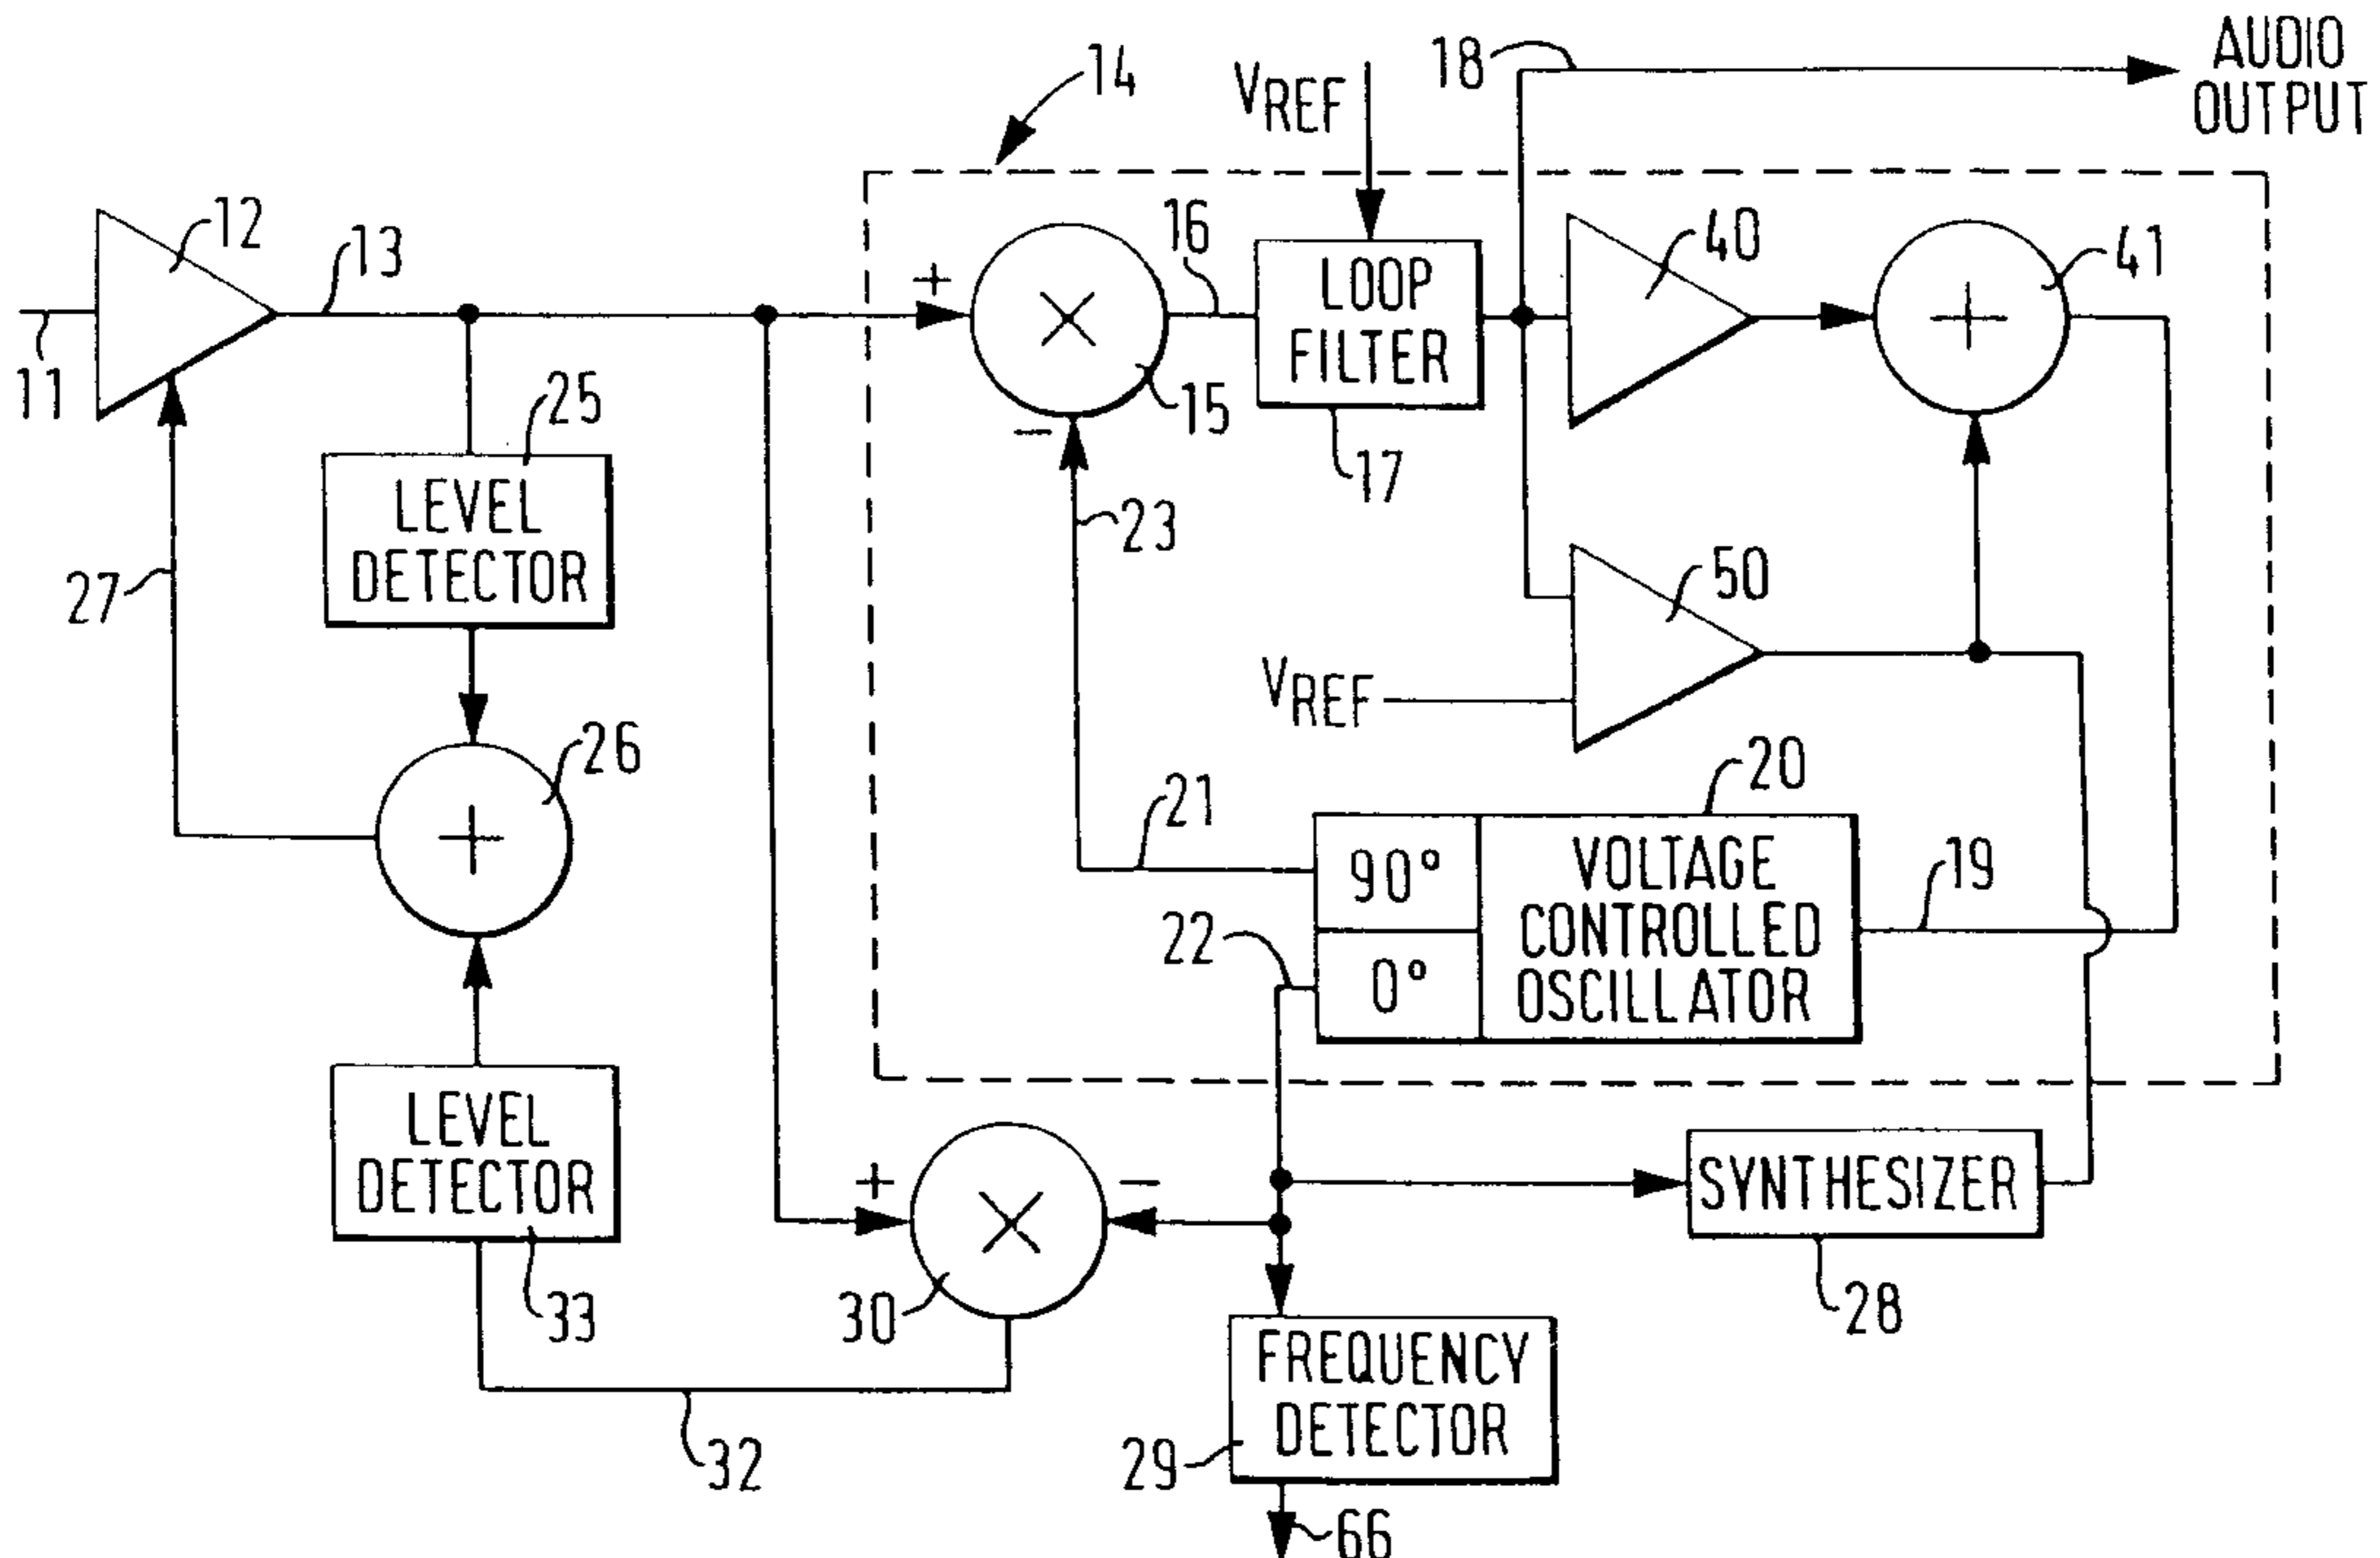 18
AUDIO
OUTPUT
14
VREF
12
13
16
40
41
+
LOOP
FILTER
×
+
11
25
15
−
17
LEVEL
DETECTOR
23
50
27
VREF
26
20
21
+
90°
VOLTAGE
CONTROLLED
OSCILLATOR
19
22
0°
LEVEL
DETECTOR
+
−
SYNTHESIZER
×
33
30
28
FREQUENCY
DETECTOR
29
32
66